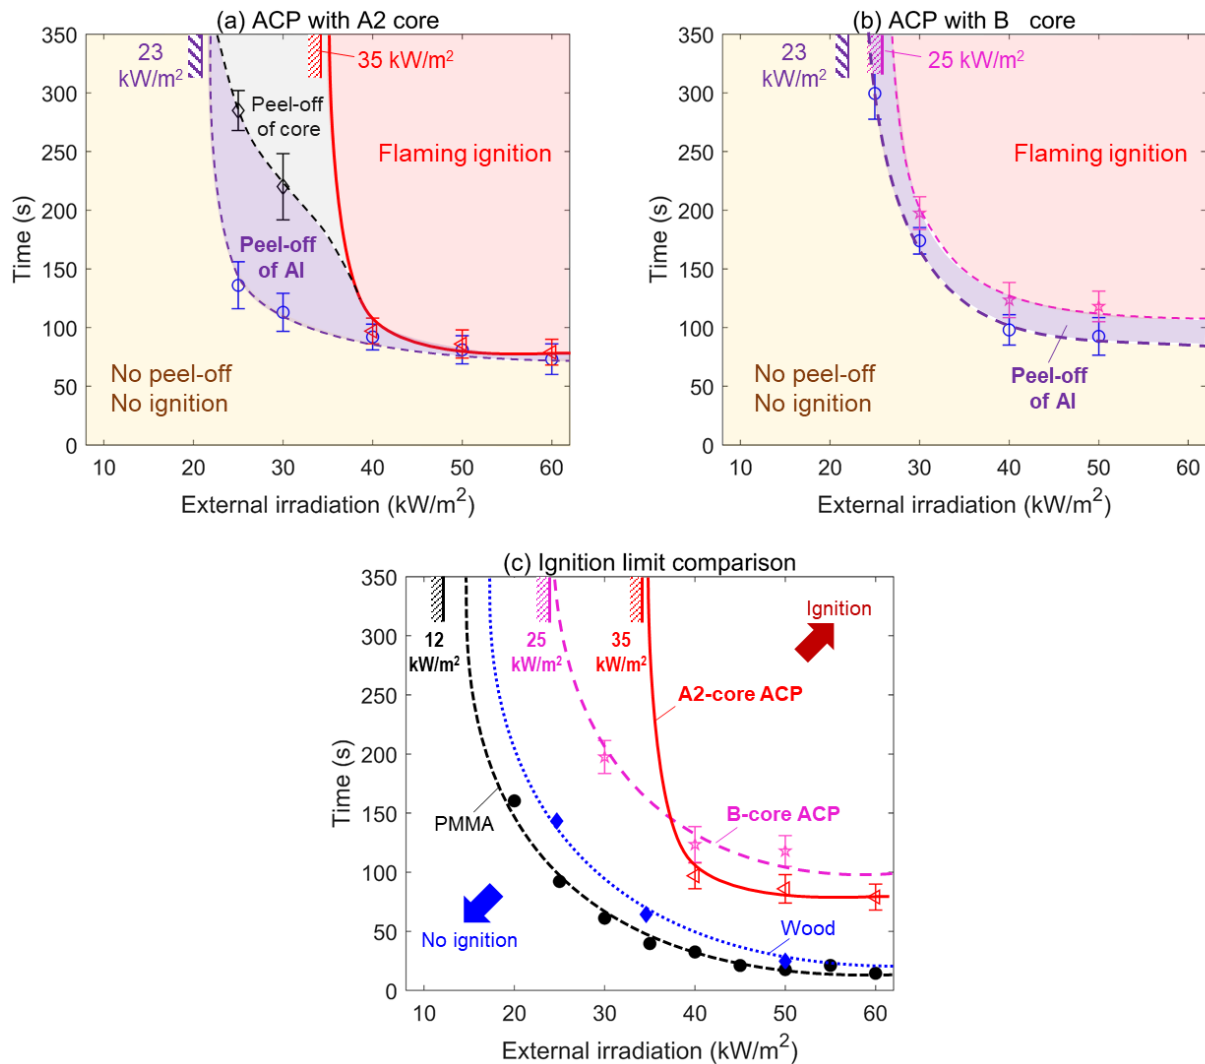 (a) ACP with A2 core
23
kW/m²
35 kW/m²
Peel-off
of core
Flaming ignition
Peel-off
of Al
No peel-off
No ignition
Time (s)
0
50
100
150
200
250
300
350
10
20
30
40
50
60
External irradiation (kW/m²)
(b) ACP with B core
23
kW/m²
25 kW/m²
Flaming ignition
Peel-off
of Al
No peel-off
No ignition
Time (s)
0
50
100
150
200
250
300
350
10
20
30
40
50
60
External irradiation (kW/m²)
(c) Ignition limit comparison
12
kW/m²
25
kW/m²
35
kW/m²
Ignition
A2-core ACP
B-core ACP
PMMA
Wood
No ignition
Time (s)
0
50
100
150
200
250
300
350
10
20
30
40
50
60
External irradiation (kW/m²)